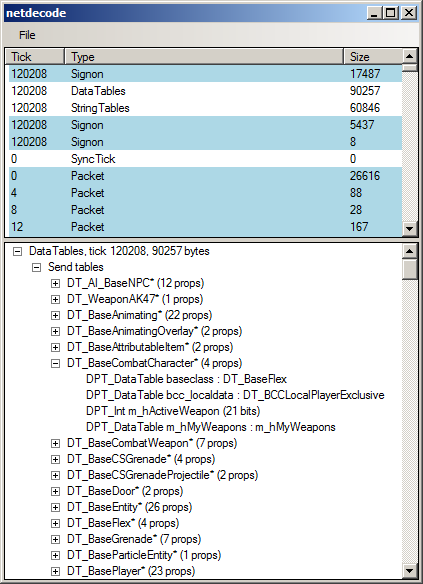 netdecode
File
Tick Type Size
120208 Signon 17487
120208 DataTables 90257
120208 StringTables 60846
120208 Signon 5437
120208 Signon 8
0 SyncTick 0
0 Packet 26616
4 Packet 88
8 Packet 28
12 Packet 167
DataTables, tick 120208, 90257 bytes
Send tables
DT_AI_BaseNPC* (12 props)
DT_WeaponAK47* (1 props)
DT_BaseAnimating* (22 props)
DT_BaseAnimatingOverlay* (2 props)
DT_BaseAttributableItem* (2 props)
DT_BaseCombatCharacter* (4 props)
DPT_DataTable baseclass : DT_BaseFlex
DPT_DataTable bcc_localdata : DT_BCCLocalPlayerExclusive
DPT_Int m_hActiveWeapon (21 bits)
DPT_DataTable m_hMyWeapons : m_hMyWeapons
DT_BaseCombatWeapon* (7 props)
DT_BaseCSGrenade* (4 props)
DT_BaseCSGrenadeProjectile* (2 props)
DT_BaseDoor* (2 props)
DT_BaseEntity* (26 props)
DT_BaseFlex* (4 props)
DT_BaseGrenade* (7 props)
DT_BaseParticleEntity* (1 props)
DT_BasePlayer* (23 props)